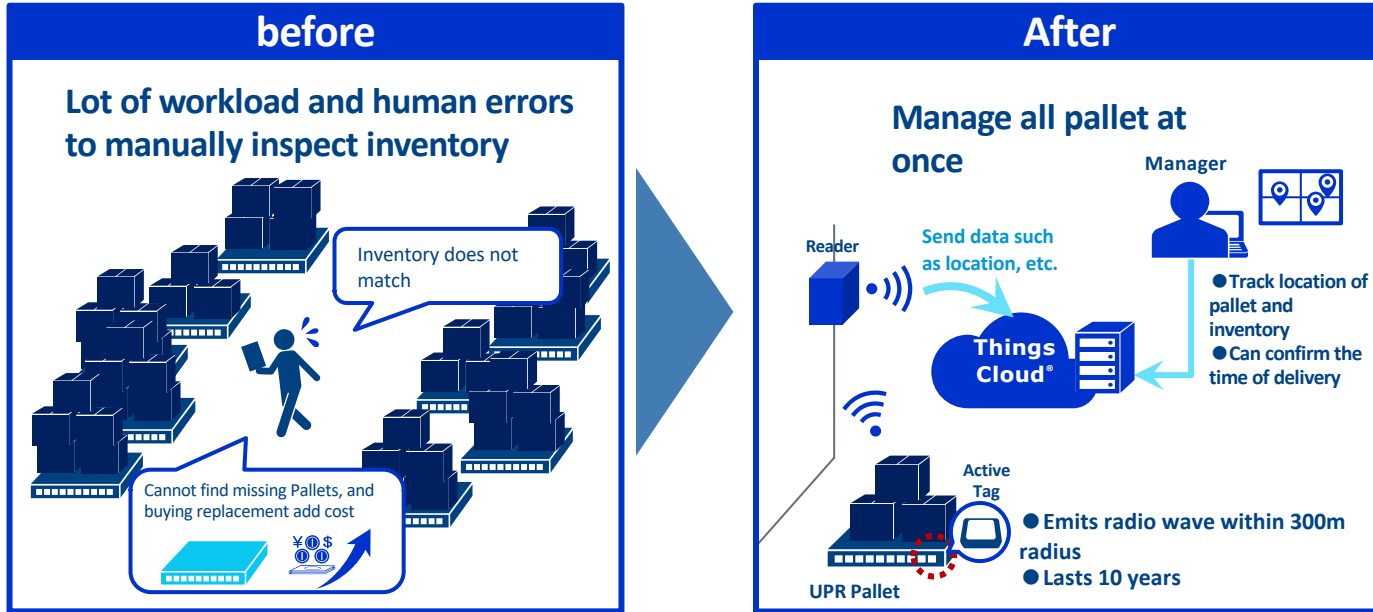 before
Lot of workload and human errors
to manually inspect inventory
Inventory does not
match
Cannot find missing Pallets, and
buying replacement add cost
¥ $
After
Manage all pallet at
once
Manager
Reader
Send data such
as location, etc.
●Track location of
pallet and
inventory
●Can confirm the
time of delivery
Things
Cloud®
Active
Tag
●Emits radio wave within 300m
radius
●Lasts 10 years
UPR Pallet